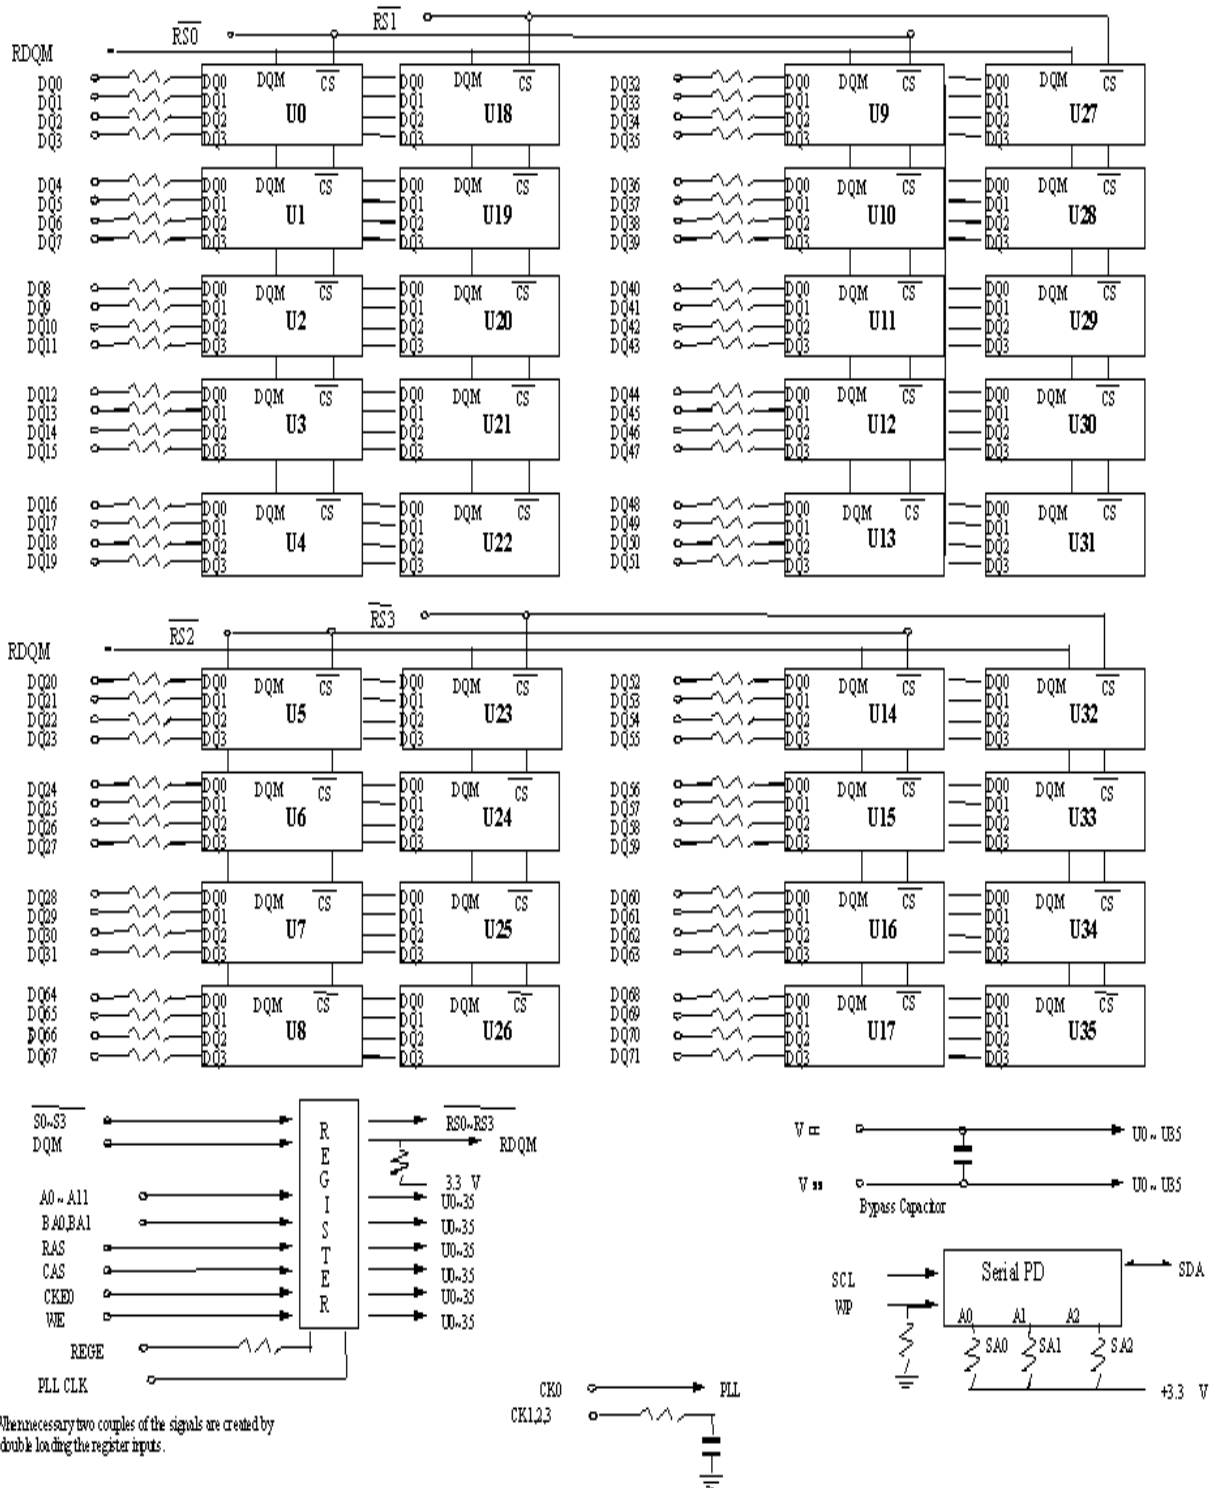 RS0 RS1
RDQM
DQ0 DQ0 DQM CS DQ0 DQM CS DQ32 DQ0 DQM CS DQ0 DQM CS
DQ1 DQ1 DQ1 DQ33 DQ1 DQ1
DQ2 DQ2 U0 DQ2 U18 DQ34 DQ2 U9 DQ2 U27
DQ3 DQ3 DQ3 DQ35 DQ3 DQ3
DQ4 DQ0 DQM CS DQ0 DQM CS DQ36 DQ0 DQM CS DQ0 DQM CS
DQ5 DQ1 DQ1 DQ37 DQ1 DQ1
DQ6 DQ2 U1 DQ2 U19 DQ38 DQ2 U10 DQ2 U28
DQ7 DQ3 DQ3 DQ39 DQ3 DQ3
DQ8 DQ0 DQM CS DQ0 DQM CS DQ40 DQ0 DQM CS DQ0 DQM CS
DQ9 DQ1 DQ1 DQ41 DQ1 DQ1
DQ10 DQ2 U2 DQ2 U20 DQ42 DQ2 U11 DQ2 U29
DQ11 DQ3 DQ3 DQ43 DQ3 DQ3
DQ12 DQ0 DQM CS DQ0 DQM CS DQ44 DQ0 DQM CS DQ0 DQM CS
DQ13 DQ1 DQ1 DQ45 DQ1 DQ1
DQ14 DQ2 U3 DQ2 U21 DQ46 DQ2 U12 DQ2 U30
DQ15 DQ3 DQ3 DQ47 DQ3 DQ3
DQ16 DQ0 DQM CS DQ0 DQM CS DQ48 DQ0 DQM CS DQ0 DQM CS
DQ17 DQ1 DQ1 DQ49 DQ1 DQ1
DQ18 DQ2 U4 DQ2 U22 DQ50 DQ2 U13 DQ2 U31
DQ19 DQ3 DQ3 DQ51 DQ3 DQ3
RS2 RS3
RDQM
DQ20 DQ0 DQM CS DQ0 DQM CS DQ52 DQ0 DQM CS DQ0 DQM CS
DQ21 DQ1 DQ1 DQ53 DQ1 DQ1
DQ22 DQ2 U5 DQ2 U23 DQ54 DQ2 U14 DQ2 U32
DQ23 DQ3 DQ3 DQ55 DQ3 DQ3
DQ24 DQ0 DQM CS DQ0 DQM CS DQ56 DQ0 DQM CS DQ0 DQM CS
DQ25 DQ1 DQ1 DQ57 DQ1 DQ1
DQ26 DQ2 U6 DQ2 U24 DQ58 DQ2 U15 DQ2 U33
DQ27 DQ3 DQ3 DQ59 DQ3 DQ3
DQ28 DQ0 DQM CS DQ0 DQM CS DQ60 DQ0 DQM CS DQ0 DQM CS
DQ29 DQ1 DQ1 DQ61 DQ1 DQ1
DQ30 DQ2 U7 DQ2 U25 DQ62 DQ2 U16 DQ2 U34
DQ31 DQ3 DQ3 DQ63 DQ3 DQ3
DQ64 DQ0 DQM CS DQ0 DQM CS DQ68 DQ0 DQM CS DQ0 DQM CS
DQ65 DQ1 DQ1 DQ69 DQ1 DQ1
DQ66 DQ2 U8 DQ2 U26 DQ70 DQ2 U17 DQ2 U35
DQ67 DQ3 DQ3 DQ71 DQ3 DQ3
S0~S3 RS0~RS3
DQM RDQM
3.3 V
A0 ~ A11 U0~35
BA0,BA1 U0~35
RAS U0~35
CAS U0~35
CKE0 U0~35
WE U0~35
REGISTER
REGE
PLL CLK
V cc U0 ~ U35
V ss U0 ~ U35
Bypass Capacitor
Serial PD
SCL SDA
WP
A0 A1 A2
SA0 SA1 SA2
+3.3 V
CK0 PLL
CK1,2,3
When necessary two couples of the signals are created by
double loading the register inputs.